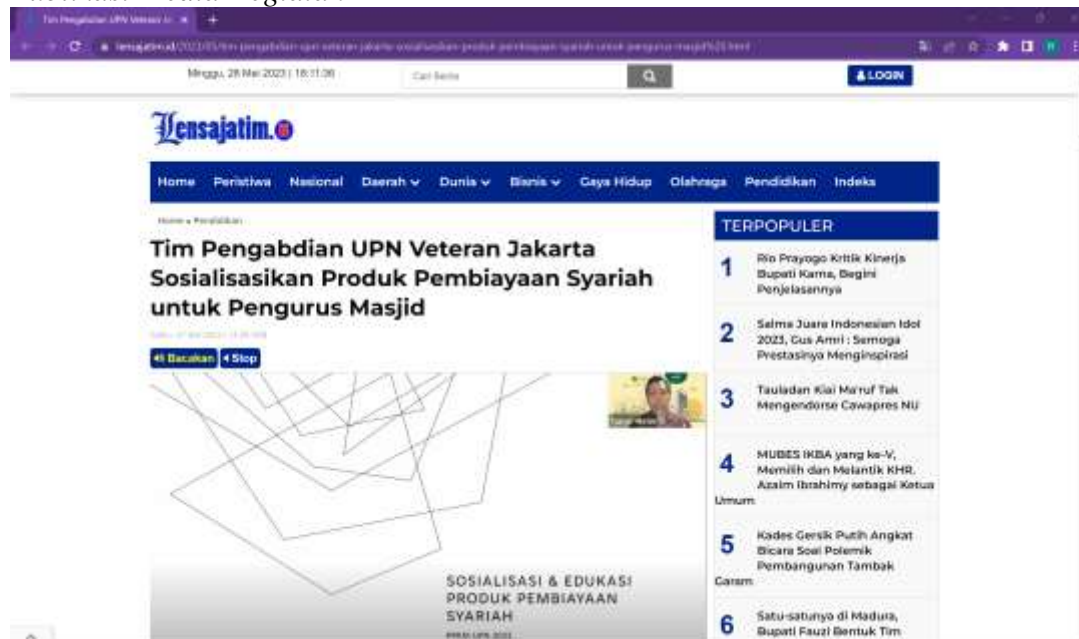 Tim Pengabdian UPN Veteran
Minggu, 28 Mei 2023 | 18:11:36
Cari Berita
LOGIN
Lensajatim.
Home Peristiwa Nasional Daerah Dunia Bisnis Gaya Hidup Olahraga Pendidikan Indeks
Home » Pendidikan
Tim Pengabdian UPN Veteran Jakarta
Sosialisasikan Produk Pembiayaan Syariah
untuk Pengurus Masjid
Bacakan Stop
SOSIALISASI & EDUKASI
PRODUK PEMBIAYAAN
SYARIAH
TERPOPULER
1
Rio Prayogo Kritik Kinerja
Bupati Karna, Begini
Penjelasannya
2
Salma Juara Indonesian Idol
2023, Gus Amri : Semoga
Prestasinya Menginspirasi
3
Tauladan Kiai Ma'ruf Tak
Mengendorse Cawapres NU
4
MUBES IKBA yang ke-V,
Memilih dan Melantik KHR.
Azaim Ibrahimy sebagai Ketua
Umum
5
Kades Gersik Putih Angkat
Bicara Soal Polemik
Pembangunan Tambak
Garam
6
Satu-satunya di Madura,
Bupati Fauzi Bentuk Tim